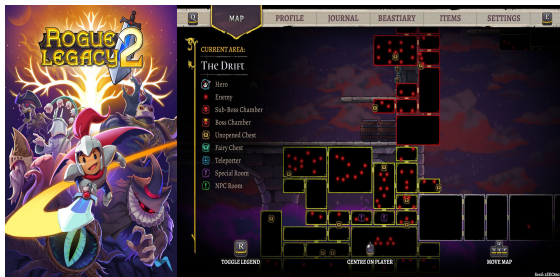 ROGUE
LEGACY 2
Q
MAP
PROFILE
JOURNAL
BEASTIARY
ITEMS
SETTINGS
E
CURRENT AREA:
THE DRIFT
Hero
Enemy
Sub-Boss Chamber
Boss Chamber
Unopened Chest
Fairy Chest
Teleporter
Special Room
NPC Room
R
TOGGLE LEGEND
CENTRE ON PLAYER
MOVE MAP